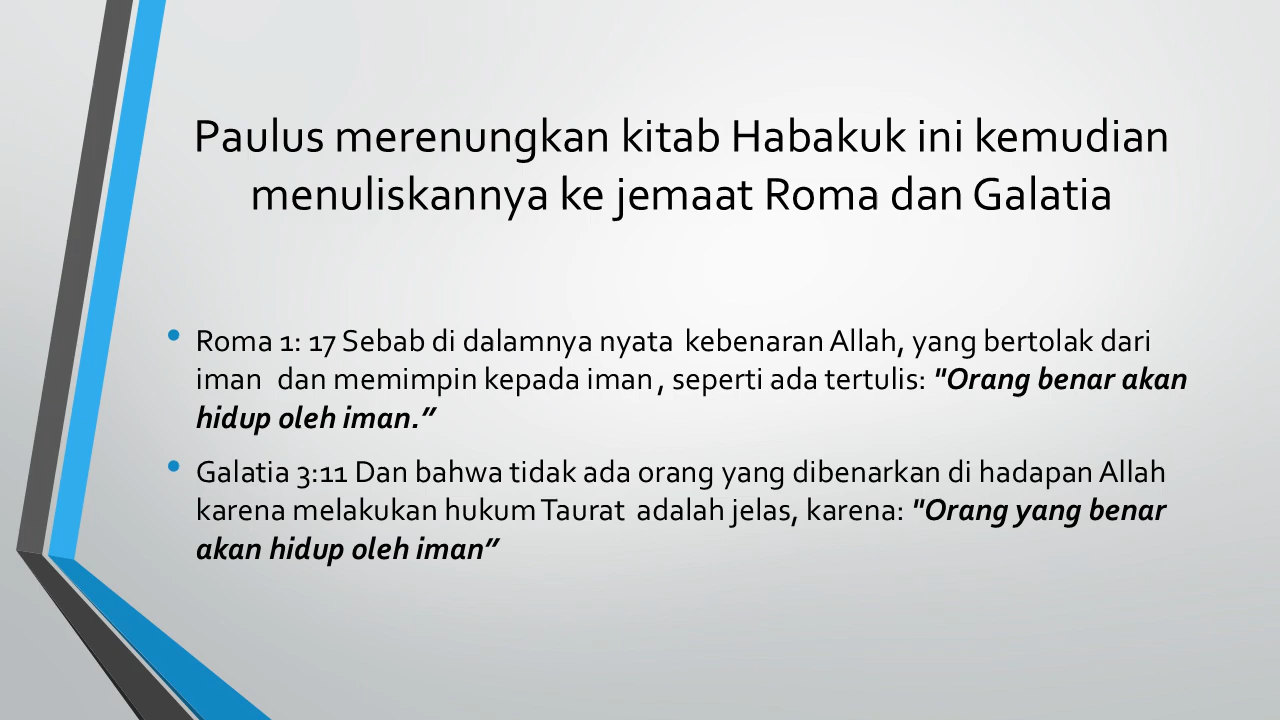 Paulus merenungkan kitab Habakuk ini kemudian
menuliskannya ke jemaat Roma dan Galatia
• Roma 1: 17 Sebab di dalamnya nyata  kebenaran Allah, yang bertolak dari
iman  dan memimpin kepada iman , seperti ada tertulis: "Orang benar akan
hidup oleh iman.”
• Galatia 3:11 Dan bahwa tidak ada orang yang dibenarkan di hadapan Allah
karena melakukan hukum Taurat  adalah jelas, karena: "Orang yang benar
akan hidup oleh iman”